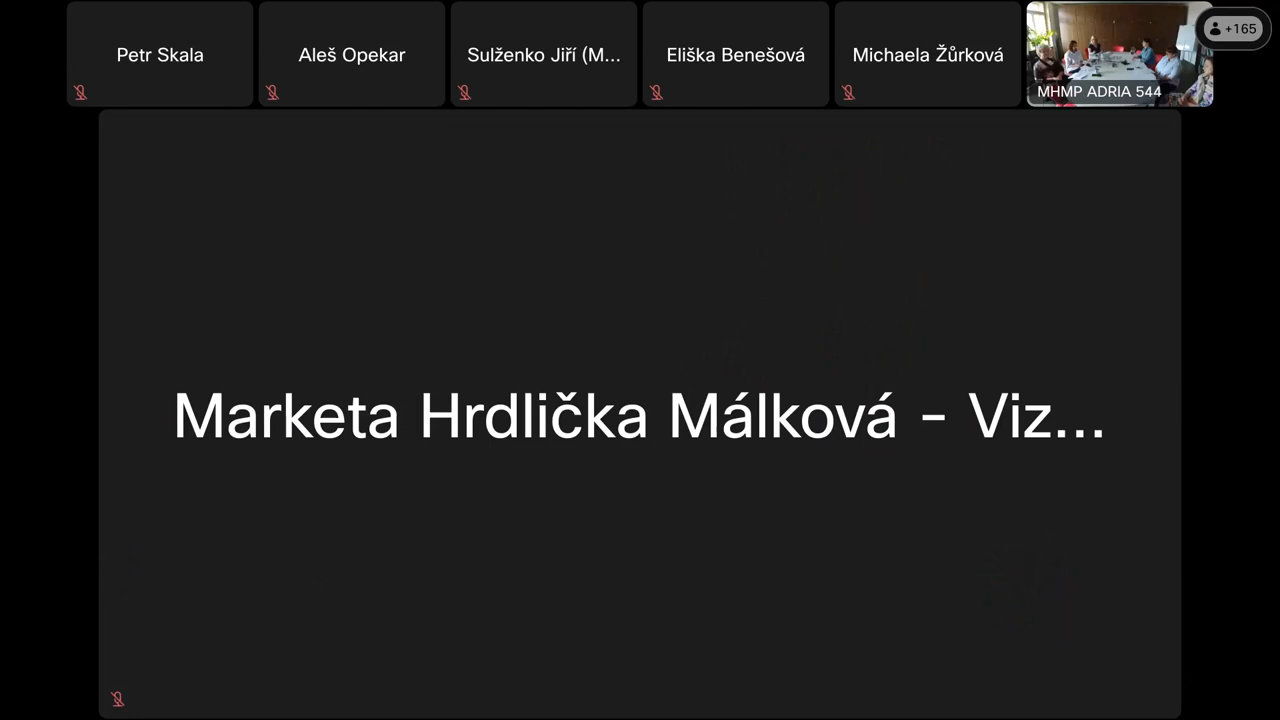 Petr Skala
Aleš Opekar
Sulženko Jiří (M...
Eliška Benešová
Michaela Žůrková
MHMP ADRIA 544
+165
Marketa Hrdlička Málková - Viz...